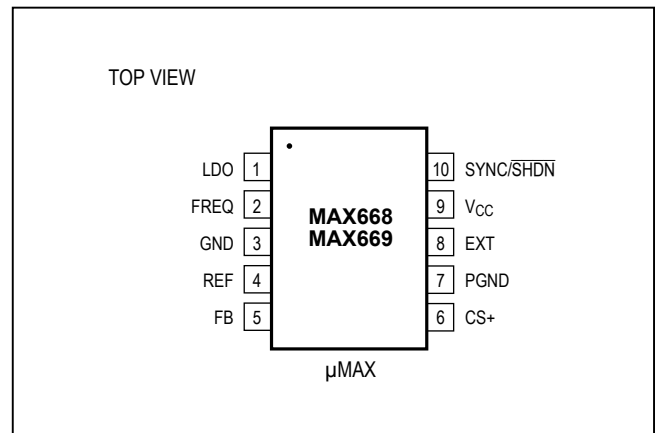 TOP VIEW
LDO 1
FREQ 2
GND 3
REF 4
FB 5
MAX668
MAX669
10 SYNC/SHDN
9 VCC
8 EXT
7 PGND
6 CS+
µMAX